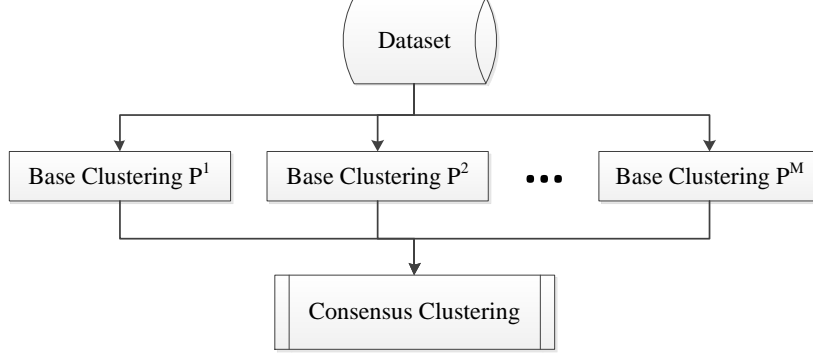 Dataset
Base Clustering P¹
Base Clustering P²
•••
Base Clustering Pᴹ
Consensus Clustering